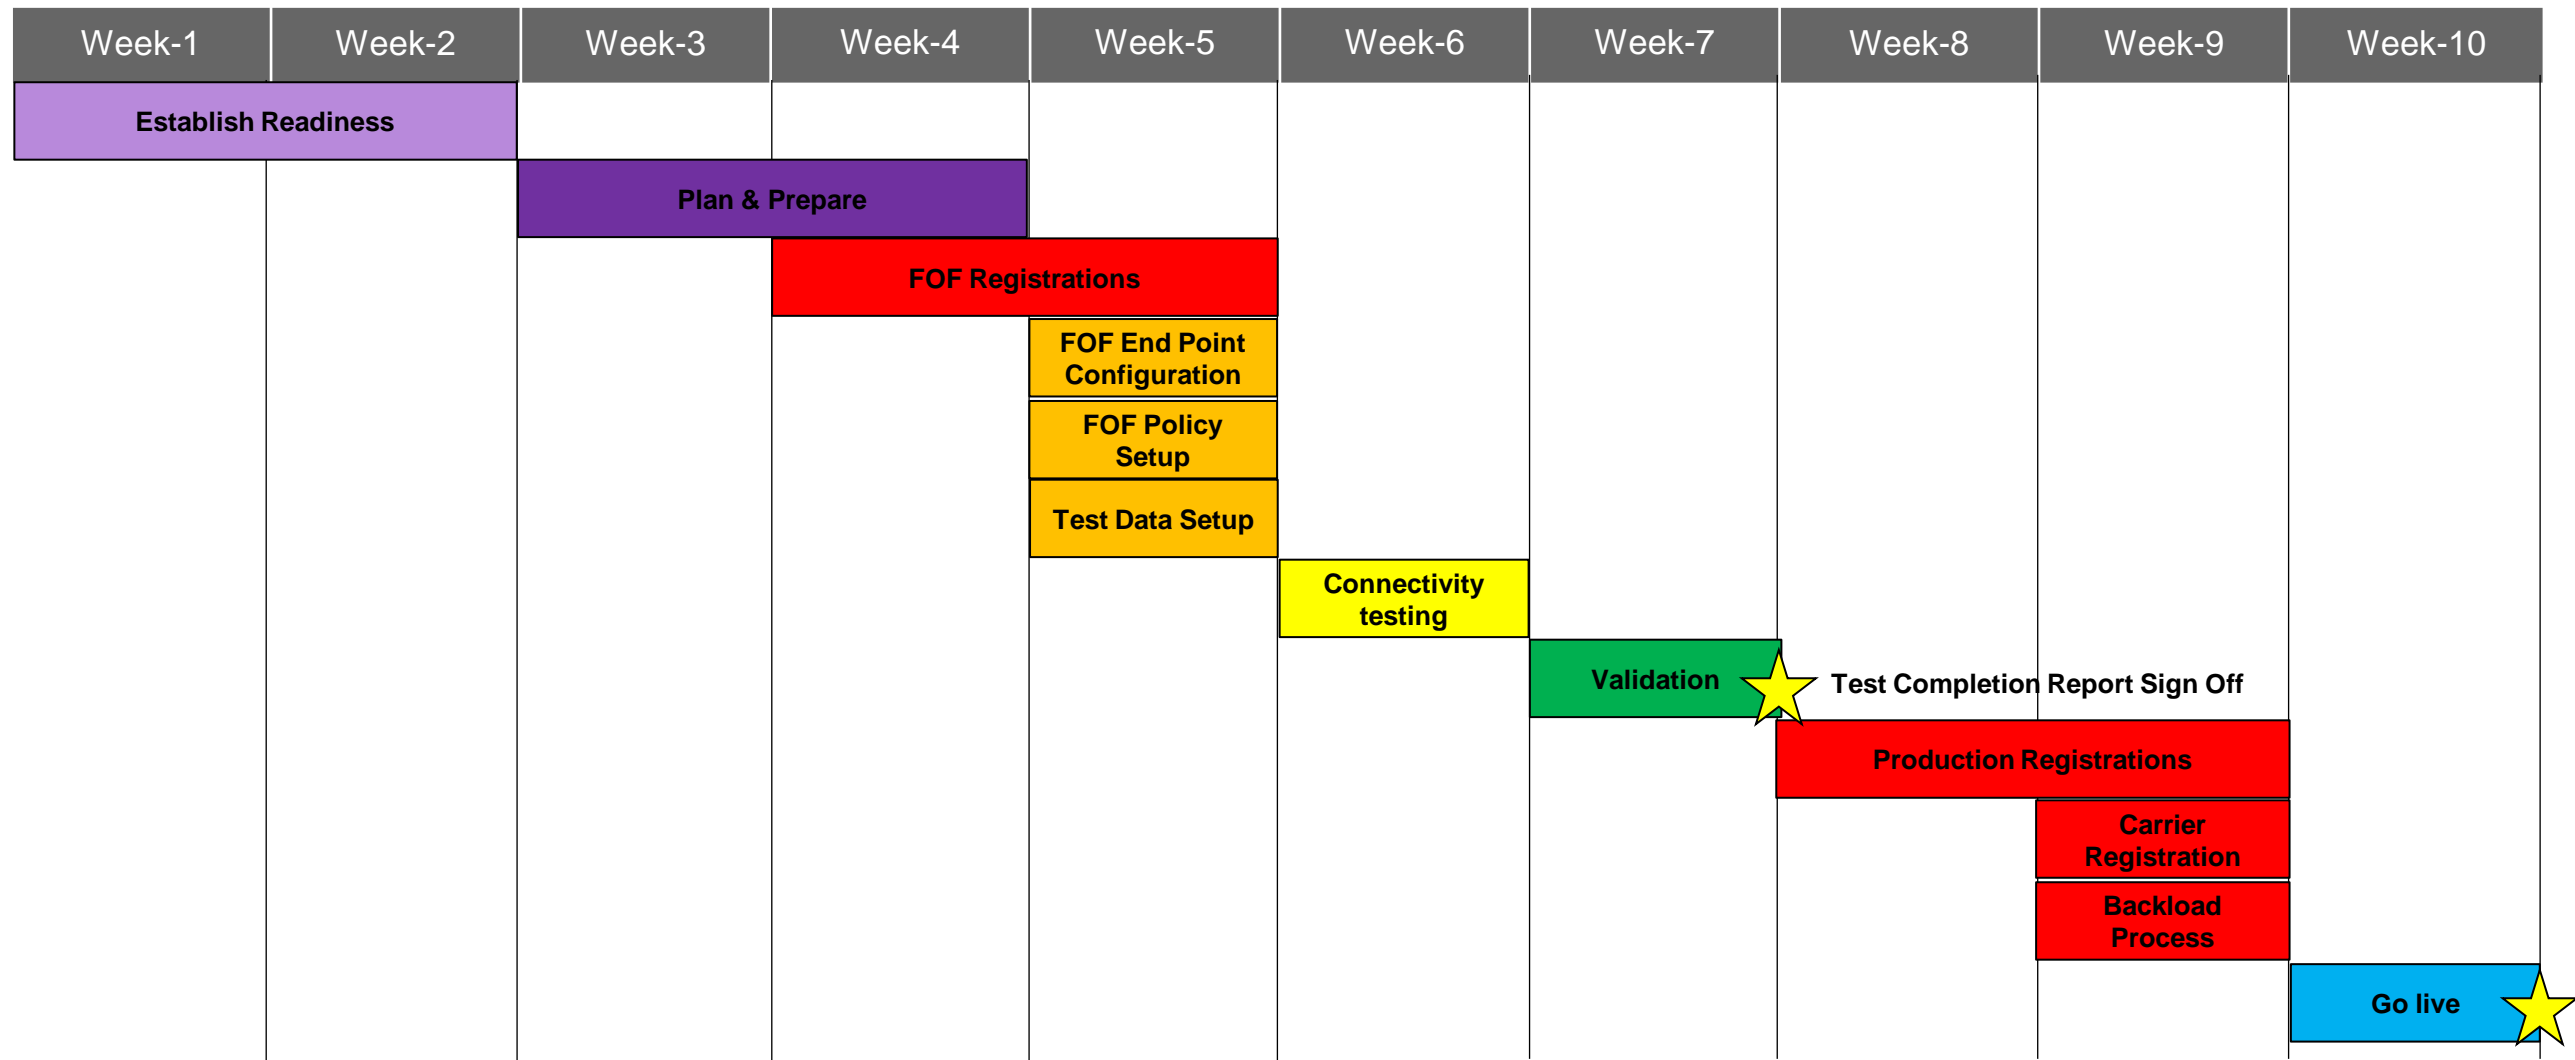 Week-1
Week-2
Week-3
Week-4
Week-5
Week-6
Week-7
Week-8
Week-9
Week-10
Establish Readiness
Plan & Prepare
FOF Registrations
FOF End Point
Configuration
FOF Policy
Setup
Test Data Setup
Connectivity
testing
Validation
Test Completion Report Sign Off
Production Registrations
Carrier
Registration
Backload
Process
Go live